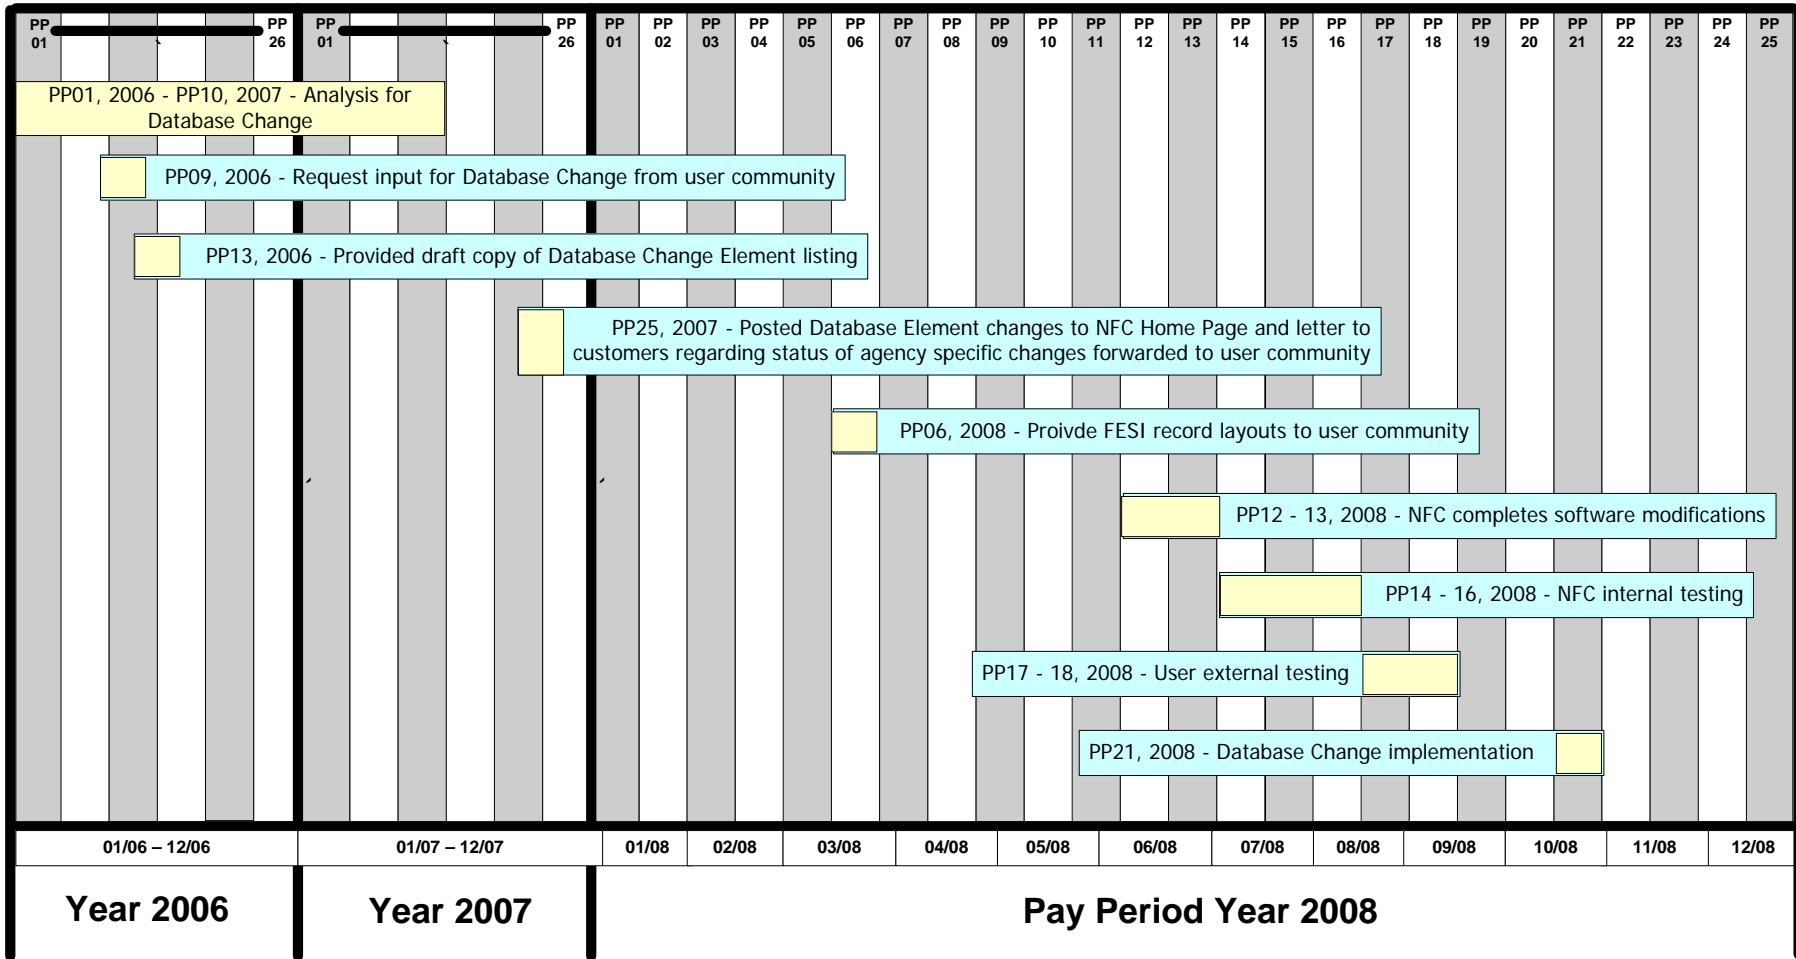 PP PP PP PP PP PP PP PP PP PP PP PP PP PP PP PP PP PP PP PP PP PP PP PP PP PP PP PP PP
01 26 01 26 01 02 03 04 05 06 07 08 09 10 11 12 13 14 15 16 17 18 19 20 21 22 23 24 25
PP01, 2006 - PP10, 2007 - Analysis for
Database Change
PP09, 2006 - Request input for Database Change from user community
PP13, 2006 - Provided draft copy of Database Change Element listing
PP25, 2007 - Posted Database Element changes to NFC Home Page and letter to
customers regarding status of agency specific changes forwarded to user community
PP06, 2008 - Proivde FESI record layouts to user community
PP12 - 13, 2008 - NFC completes software modifications
PP14 - 16, 2008 - NFC internal testing
PP17 - 18, 2008 - User external testing
PP21, 2008 - Database Change implementation
01/06 – 12/06 01/07 – 12/07 01/08 02/08 03/08 04/08 05/08 06/08 07/08 08/08 09/08 10/08 11/08 12/08
Year 2006 Year 2007 Pay Period Year 2008